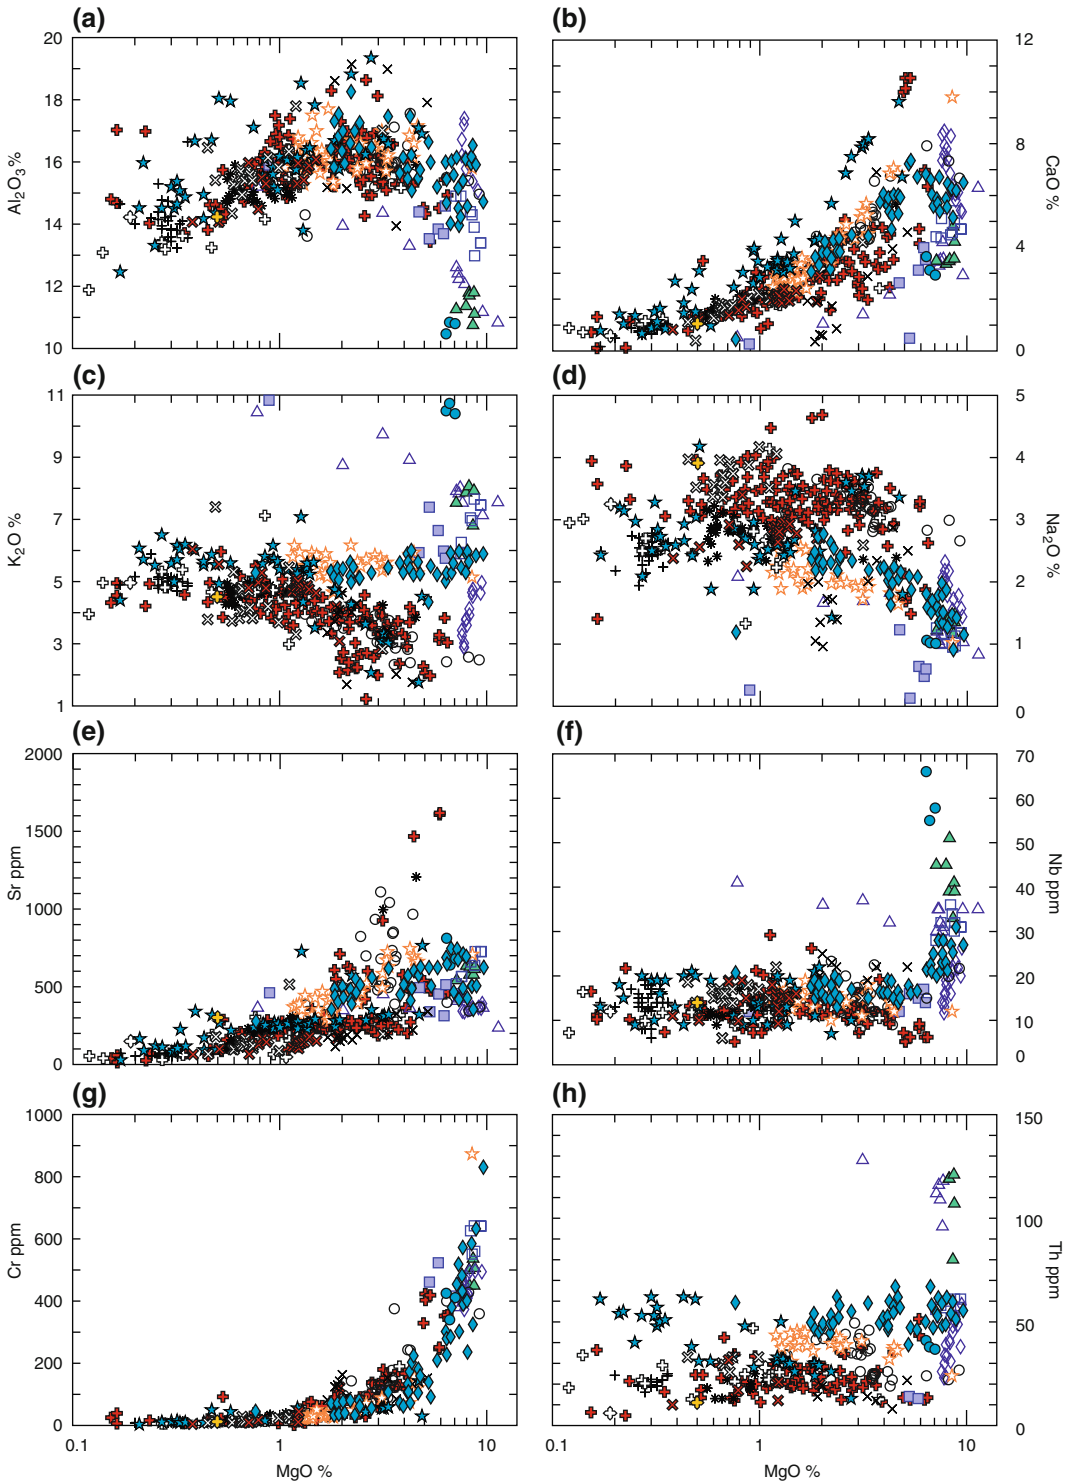 (a)
(b)
20
18
16
14
12
10
Al2O3%
12
8
4
0
CaO %
(c)
(d)
11
9
7
5
3
1
K2O %
5
4
3
2
1
0
Na2O %
(e)
(f)
2000
1500
1000
500
0
Sr ppm
70
60
50
40
30
20
10
0
Nb ppm
(g)
(h)
1000
800
600
400
200
0
Cr ppm
150
100
50
0
Th ppm
0.1
1
10
0.1
1
10
MgO %
MgO %